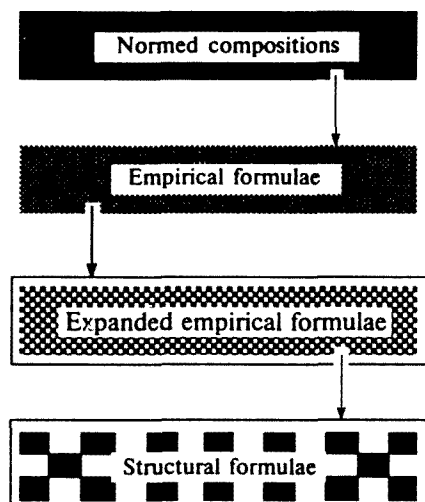 Normed compositions
Empirical formulae
Expanded empirical formulae
Structural formulae